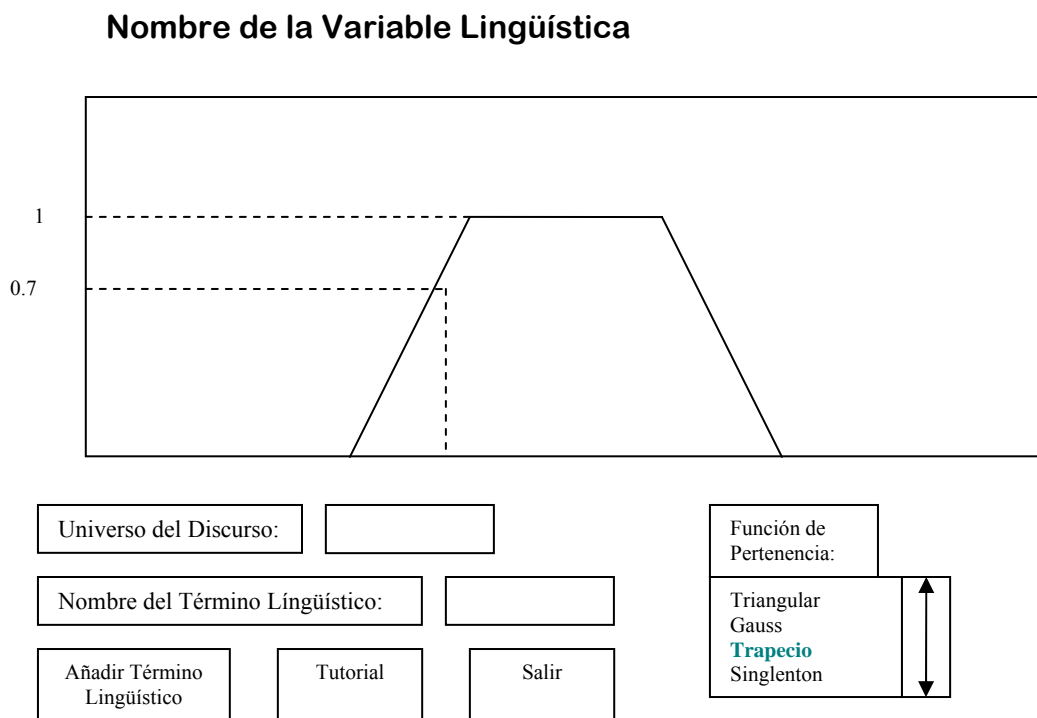 Nombre de la Variable Lingüística
1
0.7
Universo del Discurso:
Nombre del Término Língüístico:
Añadir Término
Lingüístico
Tutorial
Salir
Función de
Pertenencia:
Triangular
Gauss
Trapecio
Singlenton